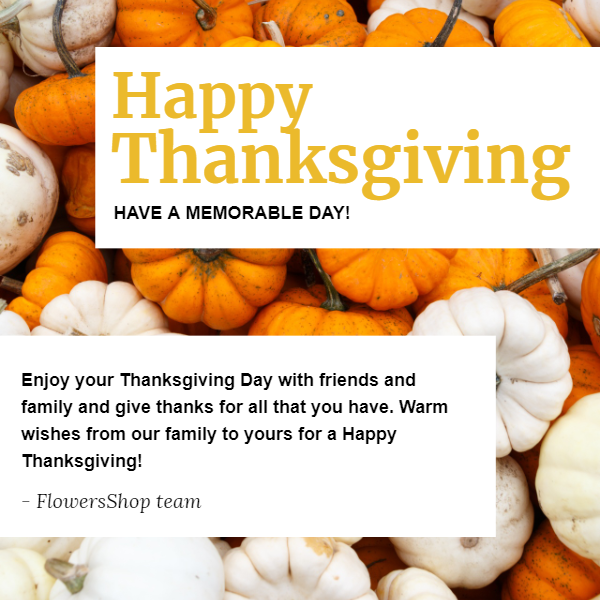 Happy
Thanksgiving
HAVE A MEMORABLE DAY!
Enjoy your Thanksgiving Day with friends and
family and give thanks for all that you have. Warm
wishes from our family to yours for a Happy
Thanksgiving!
- FlowersShop team